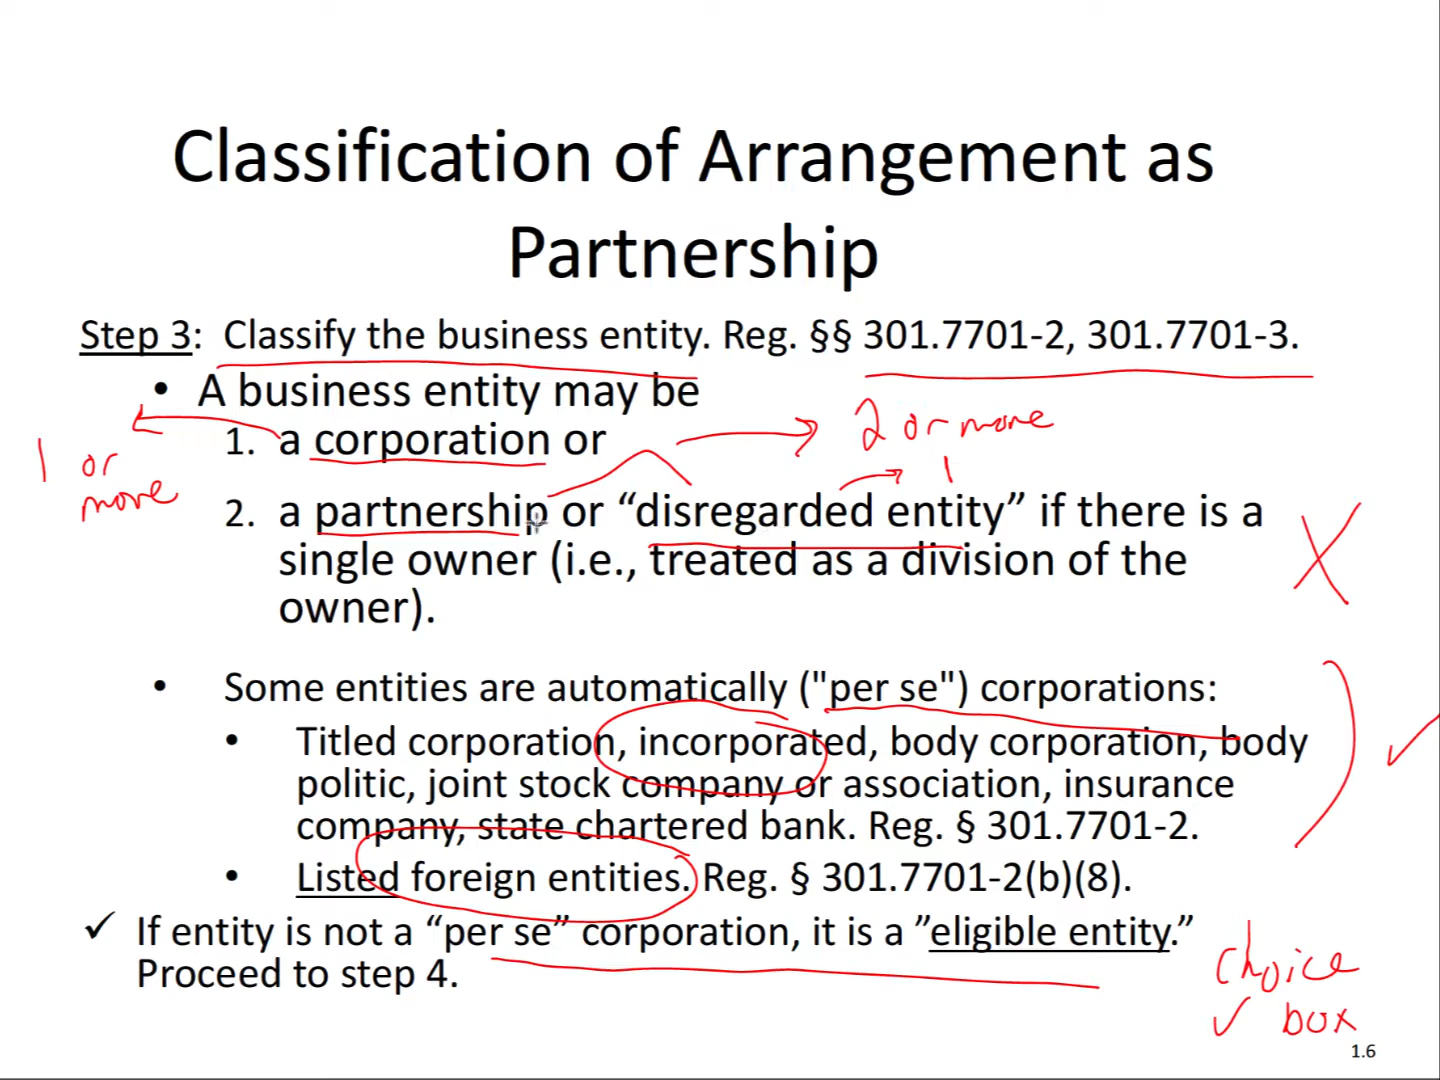 Classification of Arrangement as
Partnership
Step 3: Classify the business entity. Reg. §§ 301.7701-2, 301.7701-3.
• A business entity may be
1. a corporation or
2 or more
1 or
more
1
2. a partnership or “disregarded entity” if there is a
single owner (i.e., treated as a division of the
owner).
X
• Some entities are automatically ("per se") corporations:
• Titled corporation, incorporated, body corporation, body
politic, joint stock company or association, insurance
company, state chartered bank. Reg. § 301.7701-2.
• Listed foreign entities. Reg. § 301.7701-2(b)(8).
✓ If entity is not a “per se” corporation, it is a ”eligible entity.”
Proceed to step 4.
choice
✓ box
1.6